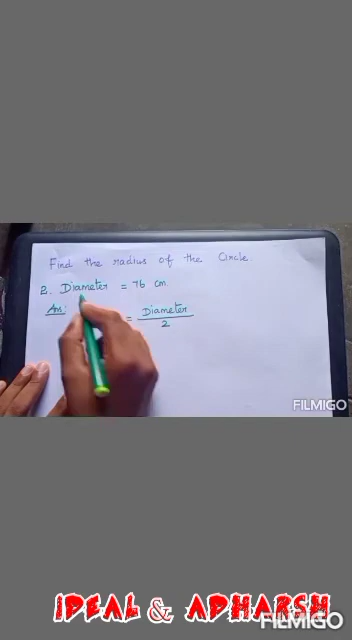 Find the radius of the Circle.
2. Diameter = 76 cm.
Ans:
= Diameter
2
FILMIGO
IDEAL & ADHARSH
FILMIGO